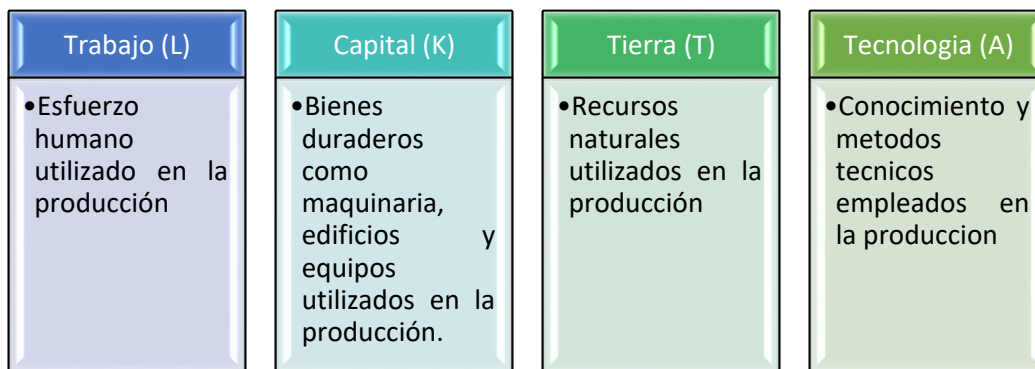 Trabajo (L)
•Esfuerzo
humano
utilizado en la
producción
Capital (K)
•Bienes
duraderos
como
maquinaria,
edificios y
equipos
utilizados en la
producción.
Tierra (T)
•Recursos
naturales
utilizados en la
producción
Tecnologia (A)
•Conocimiento y
metodos
tecnicos
empleados en
la produccion